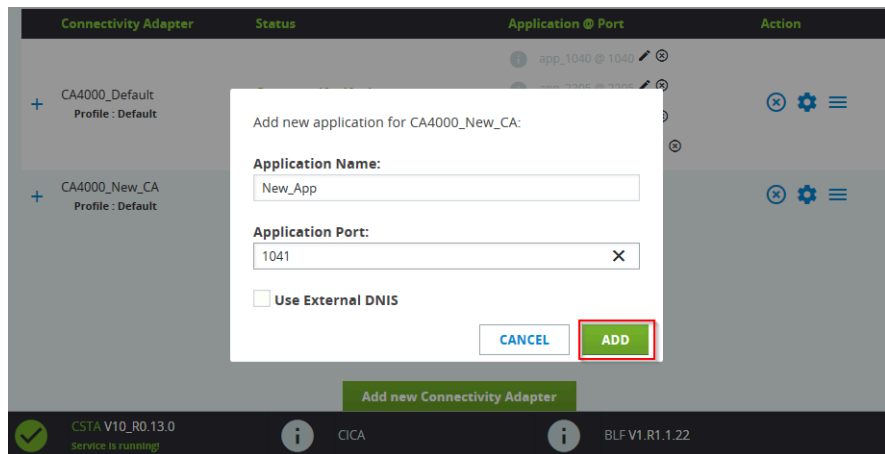 Connectivity Adapter Status Application @ Port Action
app_1040 @ 1040
CA4000_Default
Profile : Default
Add new application for CA4000_New_CA:
Application Name:
New_App
CA4000_New_CA
Profile : Default
Application Port:
1041
Use External DNIS
CANCEL ADD
Add new Connectivity Adapter
CSTA V10_R0.13.0 CICA BLF V1.R1.1.22
Service is running!